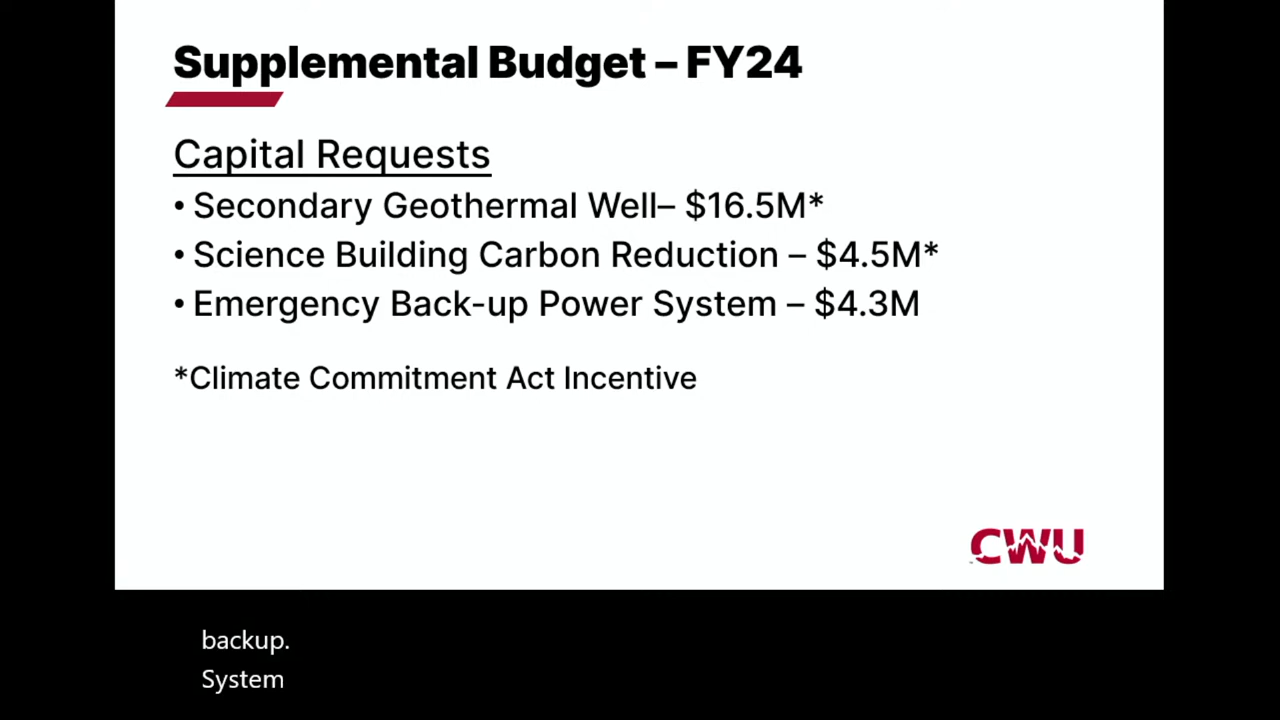 Supplemental Budget – FY24
Capital Requests
• Secondary Geothermal Well– $16.5M*
• Science Building Carbon Reduction – $4.5M*
• Emergency Back-up Power System – $4.3M
*Climate Commitment Act Incentive
CWU
backup.
System